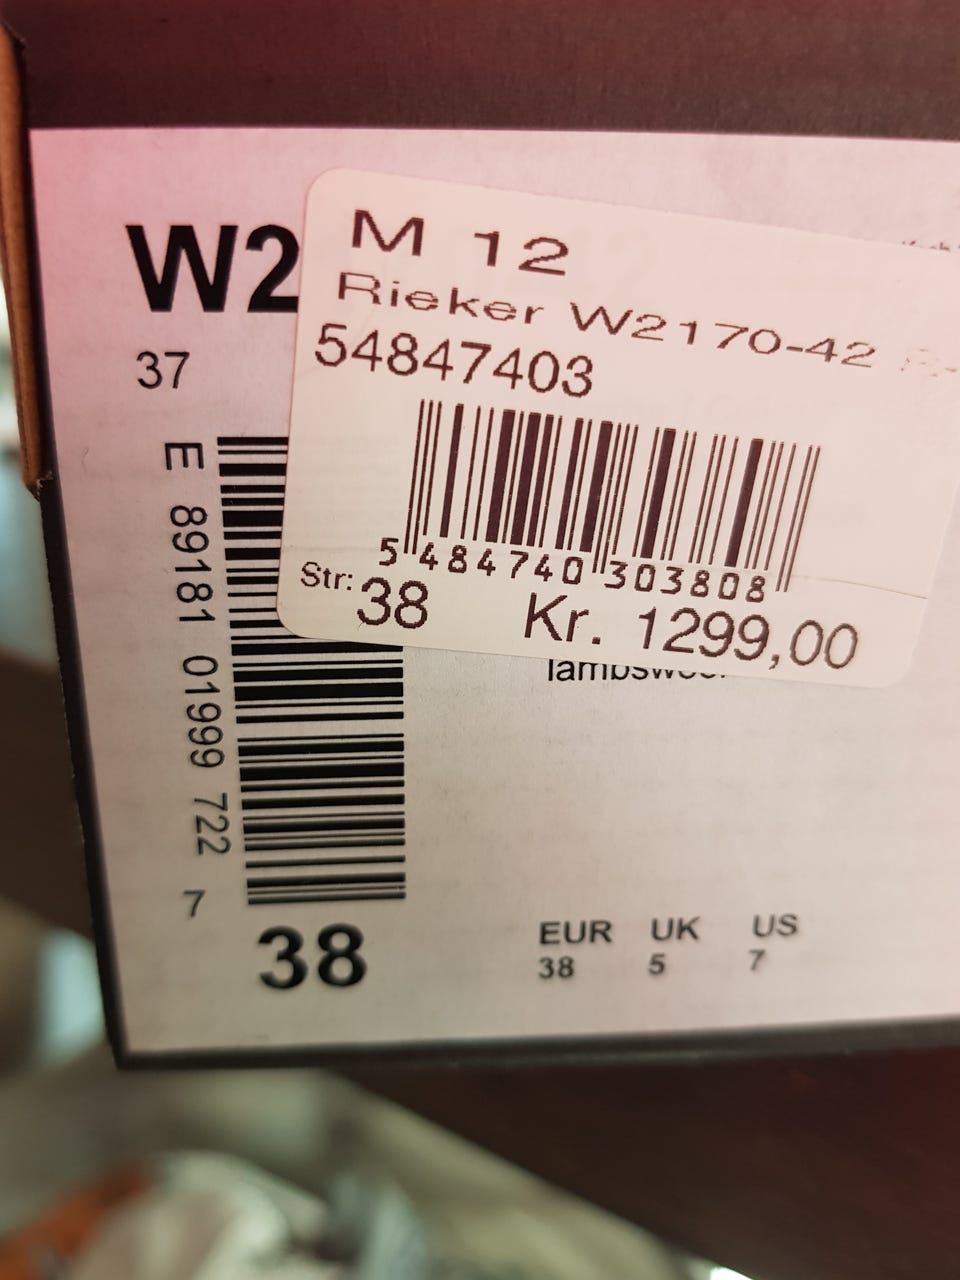 M 12
Rieker W2170-42
54847403
5 484740 303808
Str: 38 Kr. 1299,00
W2
37
E 89181 01999 722 7
38
EUR UK US
38 5 7